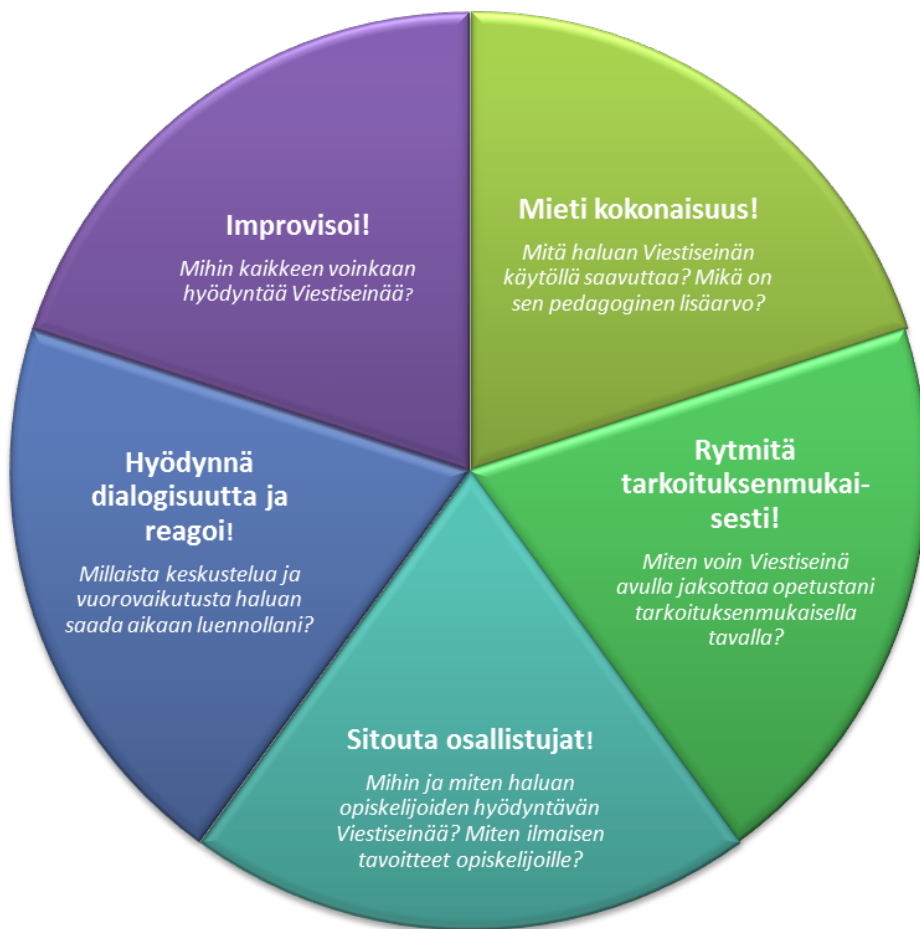 Mieti kokonaisuus!
Mitä haluan Viestiseinän
käytöllä saavuttaa? Mikä on
sen pedagoginen lisäarvo?
Rytmitä
tarkoituksenmukai-
sesti!
Miten voin Viestiseinä
avulla jaksottaa opetustani
tarkoituksenmukaisella
tavalla?
Sitouta osallistujat!
Mihin ja miten haluan
opiskelijoiden hyödyntävän
Viestiseinää? Miten ilmaisen
tavoitteet opiskelijoille?
Hyödynnä
dialogisuutta ja
reagoi!
Millaista keskustelua ja
vuorovaikutusta haluan
saada aikaan luennollani?
Improvisoi!
Mihin kaikkeen voinkaan
hyödyntää Viestiseinää?